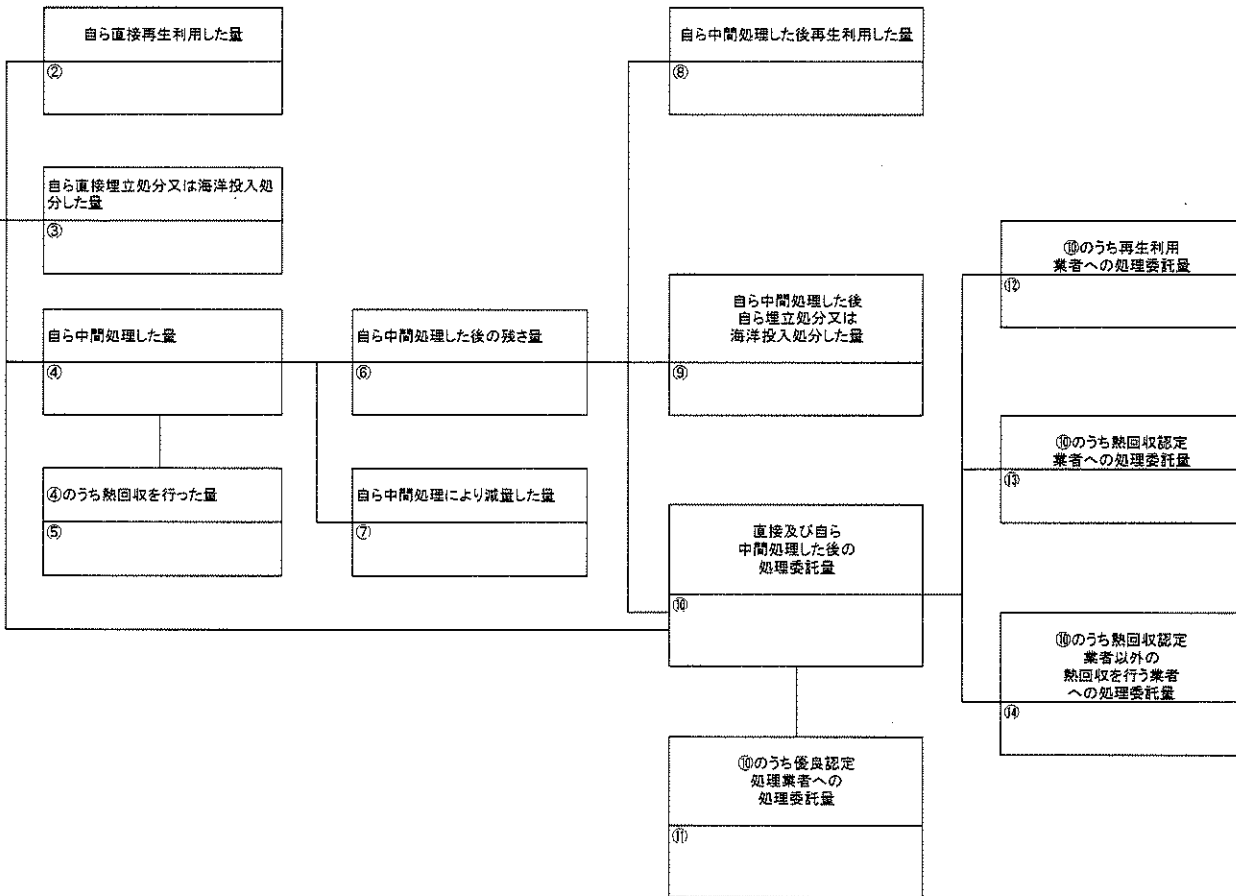 自ら直接再生利用した量
②
自ら中間処理した後再生利用した量
⑧
自ら直接埋立処分又は海洋投入処
分した量
③
⑩のうち再生利用
業者への処理委託量
⑫
自ら中間処理した量
④
自ら中間処理した後の残さ量
⑥
自ら中間処理した後
自ら埋立処分又は
海洋投入処分した量
⑨
⑩のうち熱回収認定
業者への処理委託量
⑬
④のうち熱回収を行った量
⑤
自ら中間処理により減量した量
⑦
直接及び自ら
中間処理した後の
処理委託量
⑩
⑩のうち熱回収認定
業者以外の
熱回収を行う業者
への処理委託量
⑭
⑩のうち優良認定
処理業者への
処理委託量
⑪